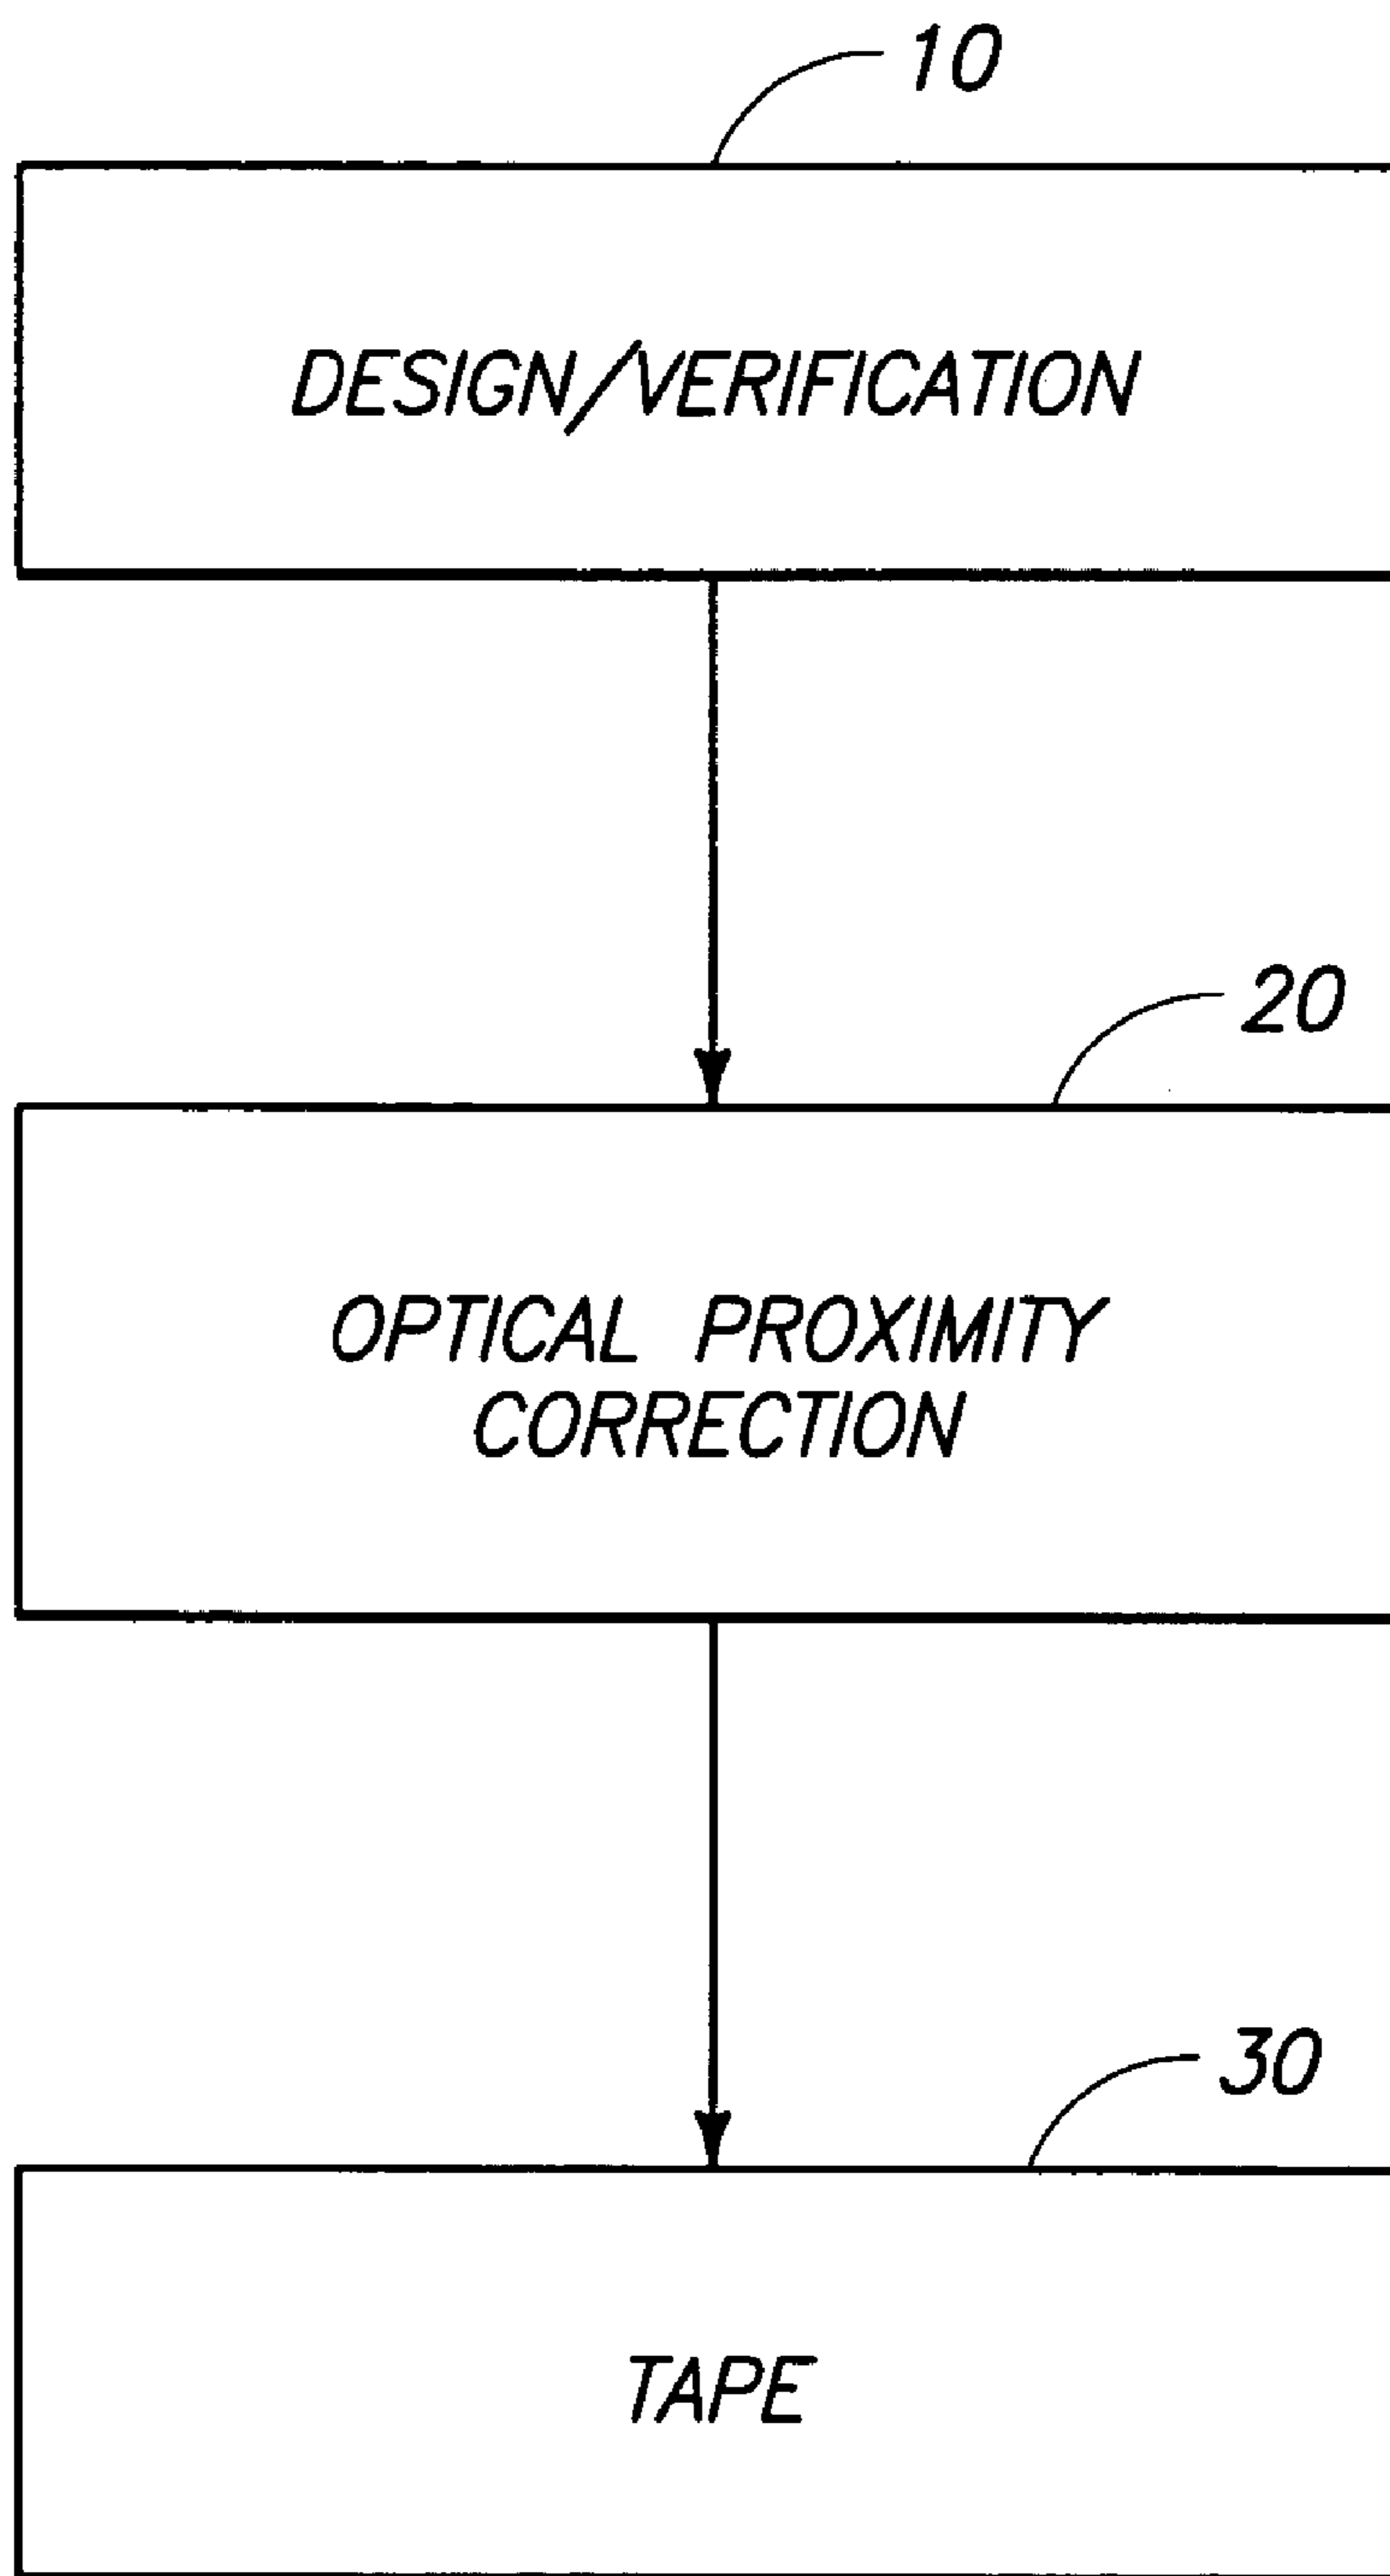 10
DESIGN/VERIFICATION
20
OPTICAL PROXIMITY
CORRECTION
30
TAPE